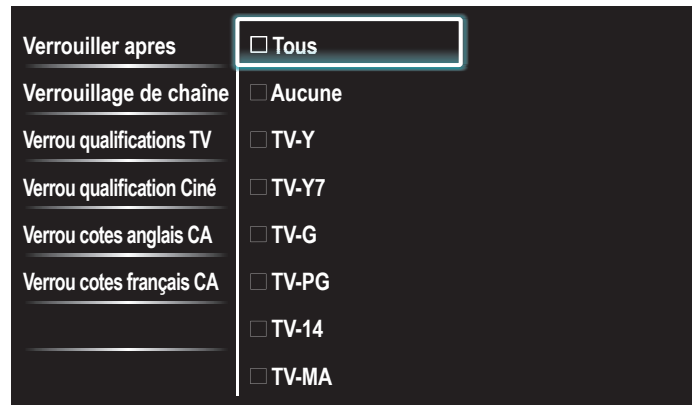 Verrouiller apres
Verrouillage de chaîne
Verrou qualifications TV
Verrou qualification Ciné
Verrou cotes anglais CA
Verrou cotes français CA
Tous
Aucune
TV-Y
TV-Y7
TV-G
TV-PG
TV-14
TV-MA